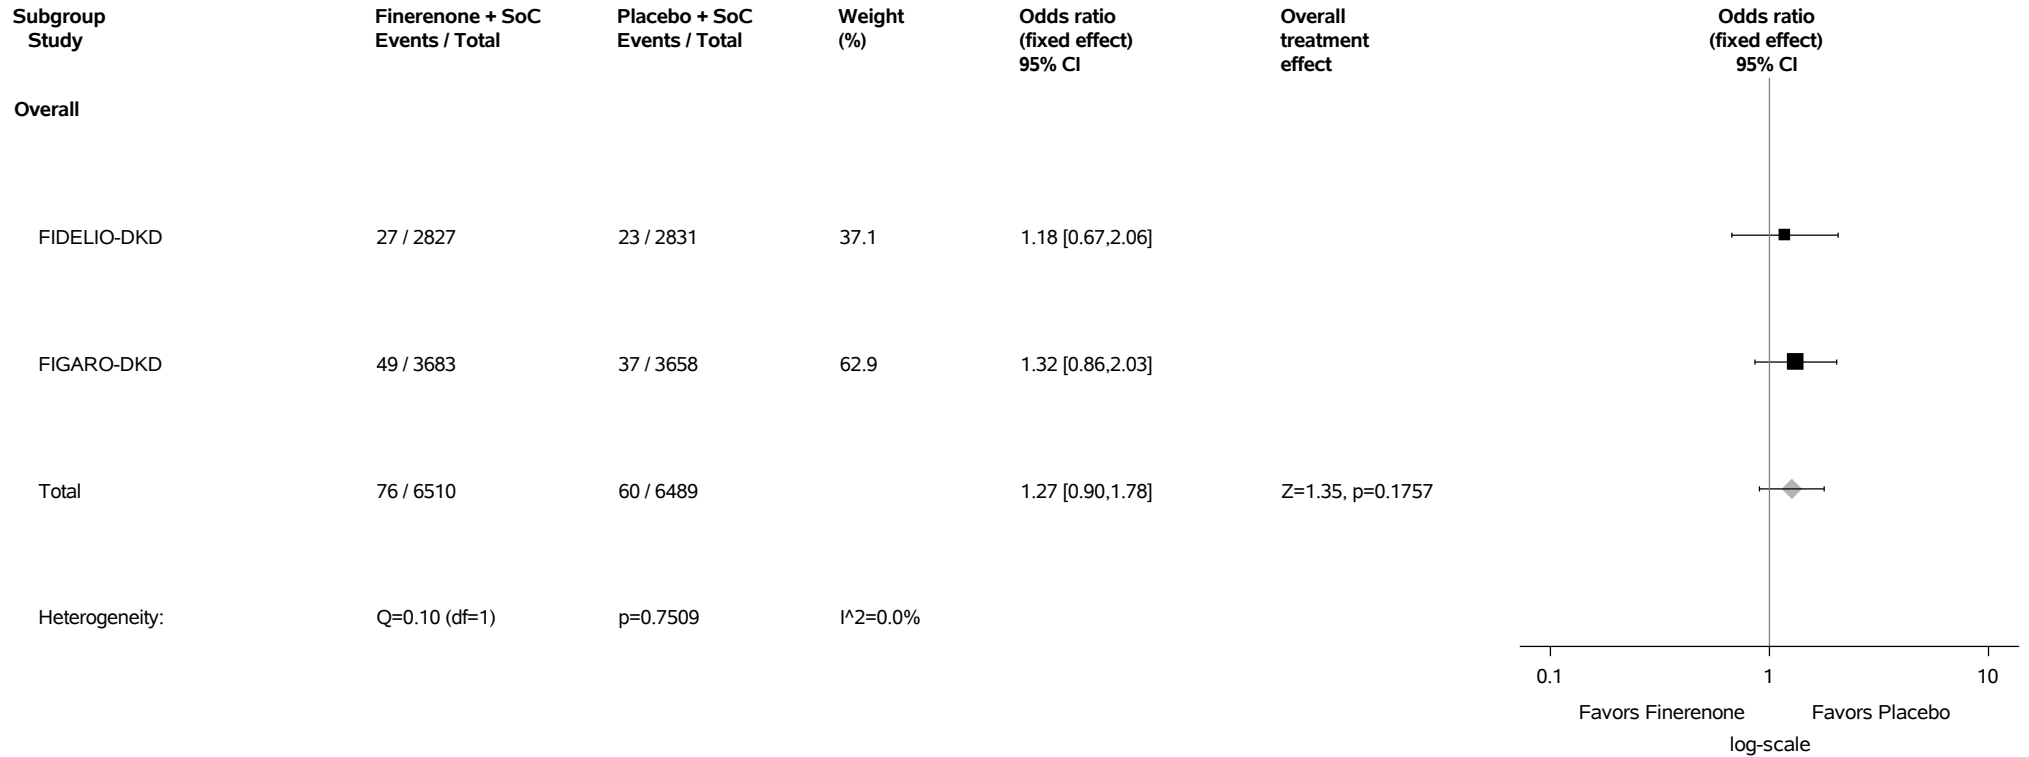 Subgroup Finerenone + SoC Placebo + SoC Weight Odds ratio Overall Odds ratio
Study Events / Total Events / Total (%) (fixed effect) treatment (fixed effect)
95% CI effect 95% CI
Overall
FIDELIO-DKD 27 / 2827 23 / 2831 37.1 1.18 [0.67,2.06]
FIGARO-DKD 49 / 3683 37 / 3658 62.9 1.32 [0.86,2.03]
Total 76 / 6510 60 / 6489 1.27 [0.90,1.78] Z=1.35, p=0.1757
Heterogeneity: Q=0.10 (df=1) p=0.7509 I^2=0.0%
0.1 1 10
Favors Finerenone Favors Placebo
log-scale